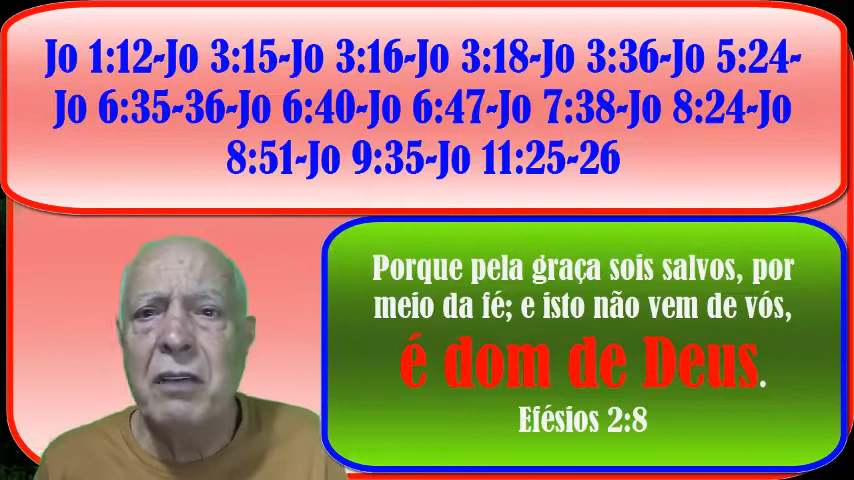 Jo 1:12-Jo 3:15-Jo 3:16-Jo 3:18-Jo 3:36-Jo 5:24-
Jo 6:35-36-Jo 6:40-Jo 6:47-Jo 7:38-Jo 8:24-Jo
8:51-Jo 9:35-Jo 11:25-26
Porque pela graça sois salvos, por
meio da fé; e isto não vem de vós,
é dom de Deus.
Efésios 2:8